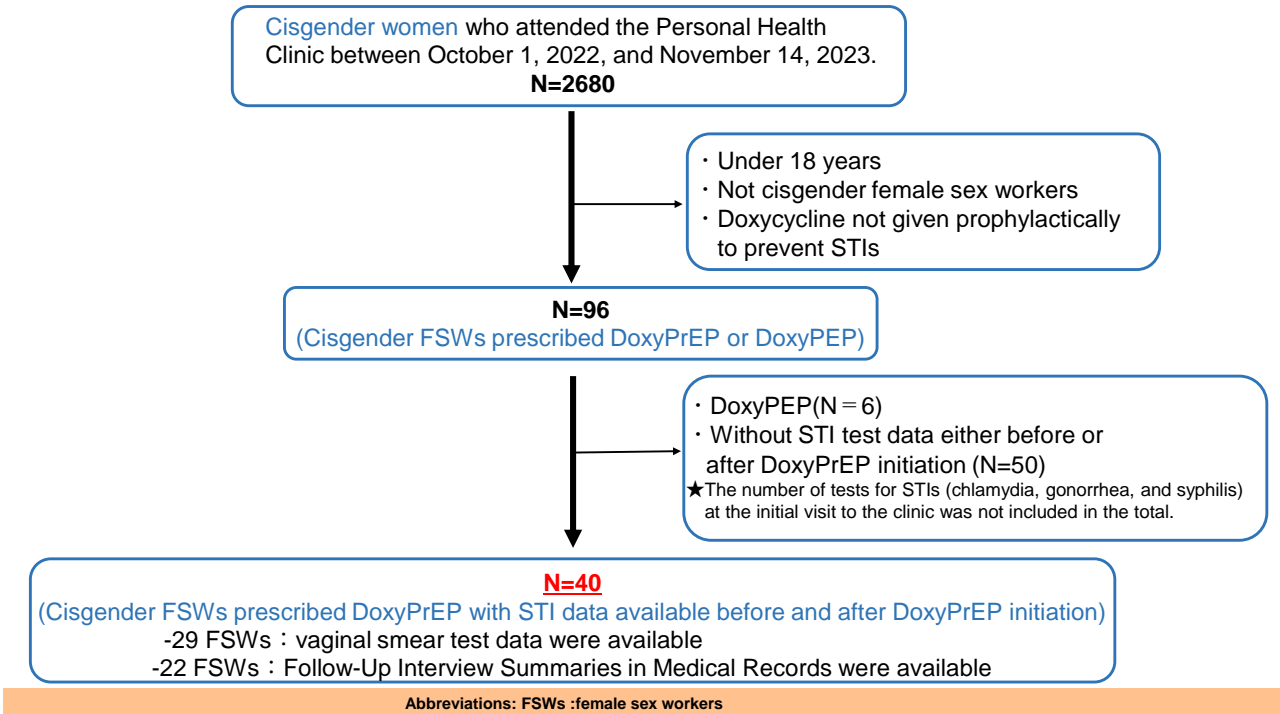 Cisgender women who attended the Personal Health
Clinic between October 1, 2022, and November 14, 2023.
N=2680
・Under 18 years
・Not cisgender female sex workers
・Doxycycline not given prophylactically
to prevent STIs
N=96
(Cisgender FSWs prescribed DoxyPrEP or DoxyPEP)
・DoxyPEP(N＝6)
・Without STI test data either before or
after DoxyPrEP initiation (N=50)
★The number of tests for STIs (chlamydia, gonorrhea, and syphilis)
at the initial visit to the clinic was not included in the total.
N=40
(Cisgender FSWs prescribed DoxyPrEP with STI data available before and after DoxyPrEP initiation)
-29 FSWs：vaginal smear test data were available
-22 FSWs：Follow-Up Interview Summaries in Medical Records were available
Abbreviations: FSWs :female sex workers